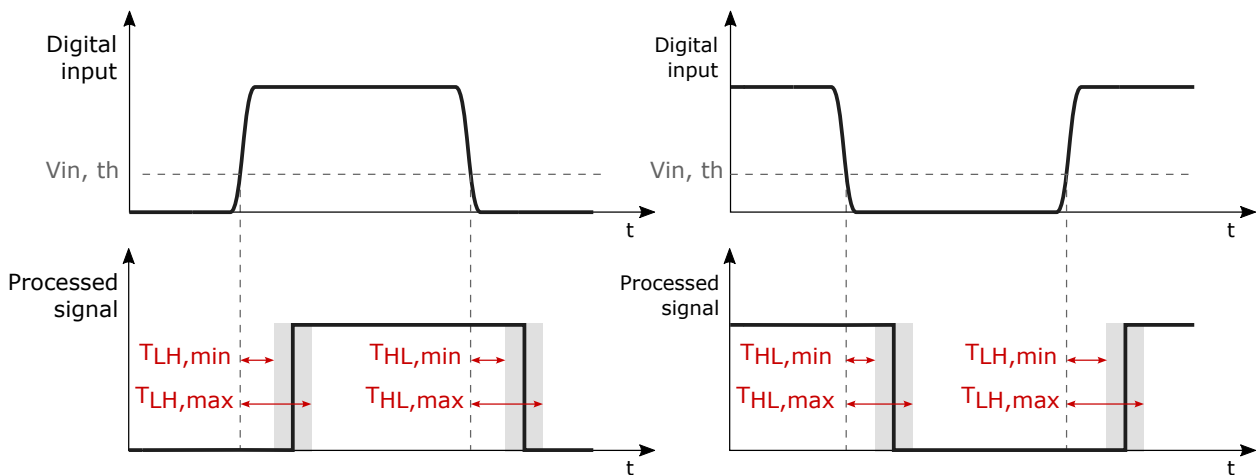 Digital
input
Vin, th
t
Processed
signal
TLH,min
THL,min
TLH,max
THL,max
t
Digital
input
Vin, th
t
Processed
signal
THL,min
TLH,min
THL,max
TLH,max
t